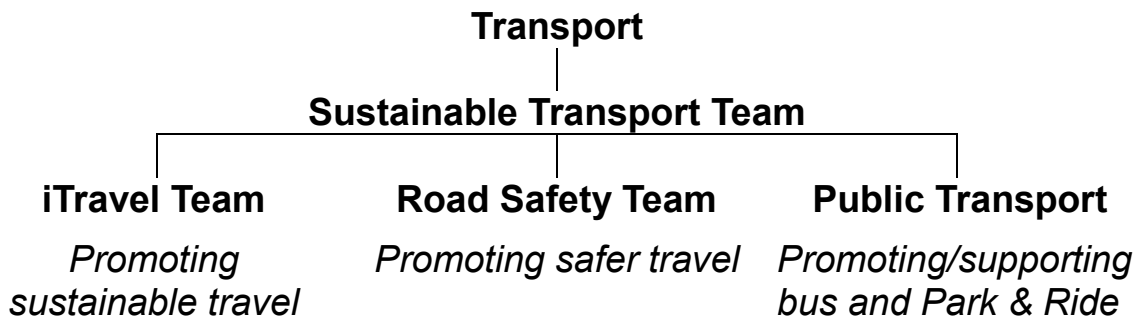 Transport
Sustainable Transport Team
iTravel Team
Promoting
sustainable travel
Road Safety Team
Promoting safer travel
Public Transport
Promoting/supporting
bus and Park & Ride